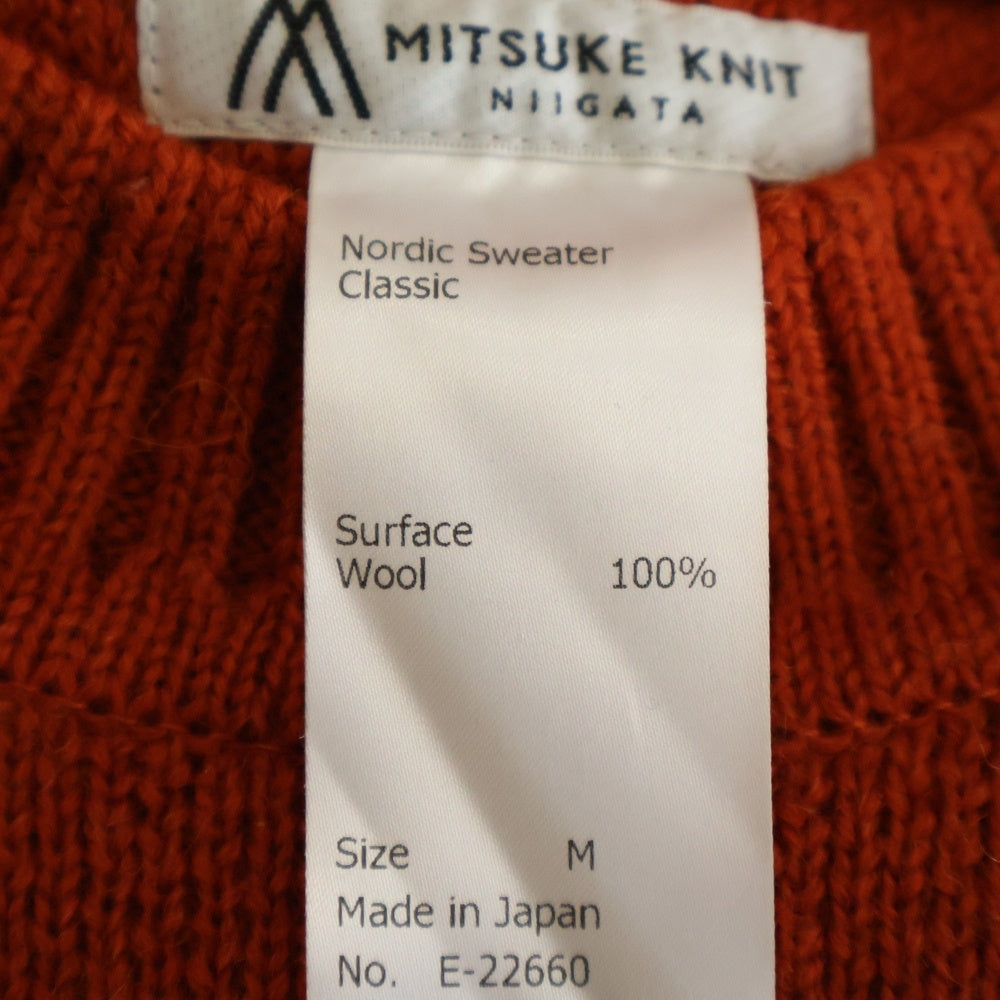 MITSUKE KNIT
NIIGATA
Nordic Sweater
Classic
Surface
Wool 100%
Size M
Made in Japan
No. E-22660